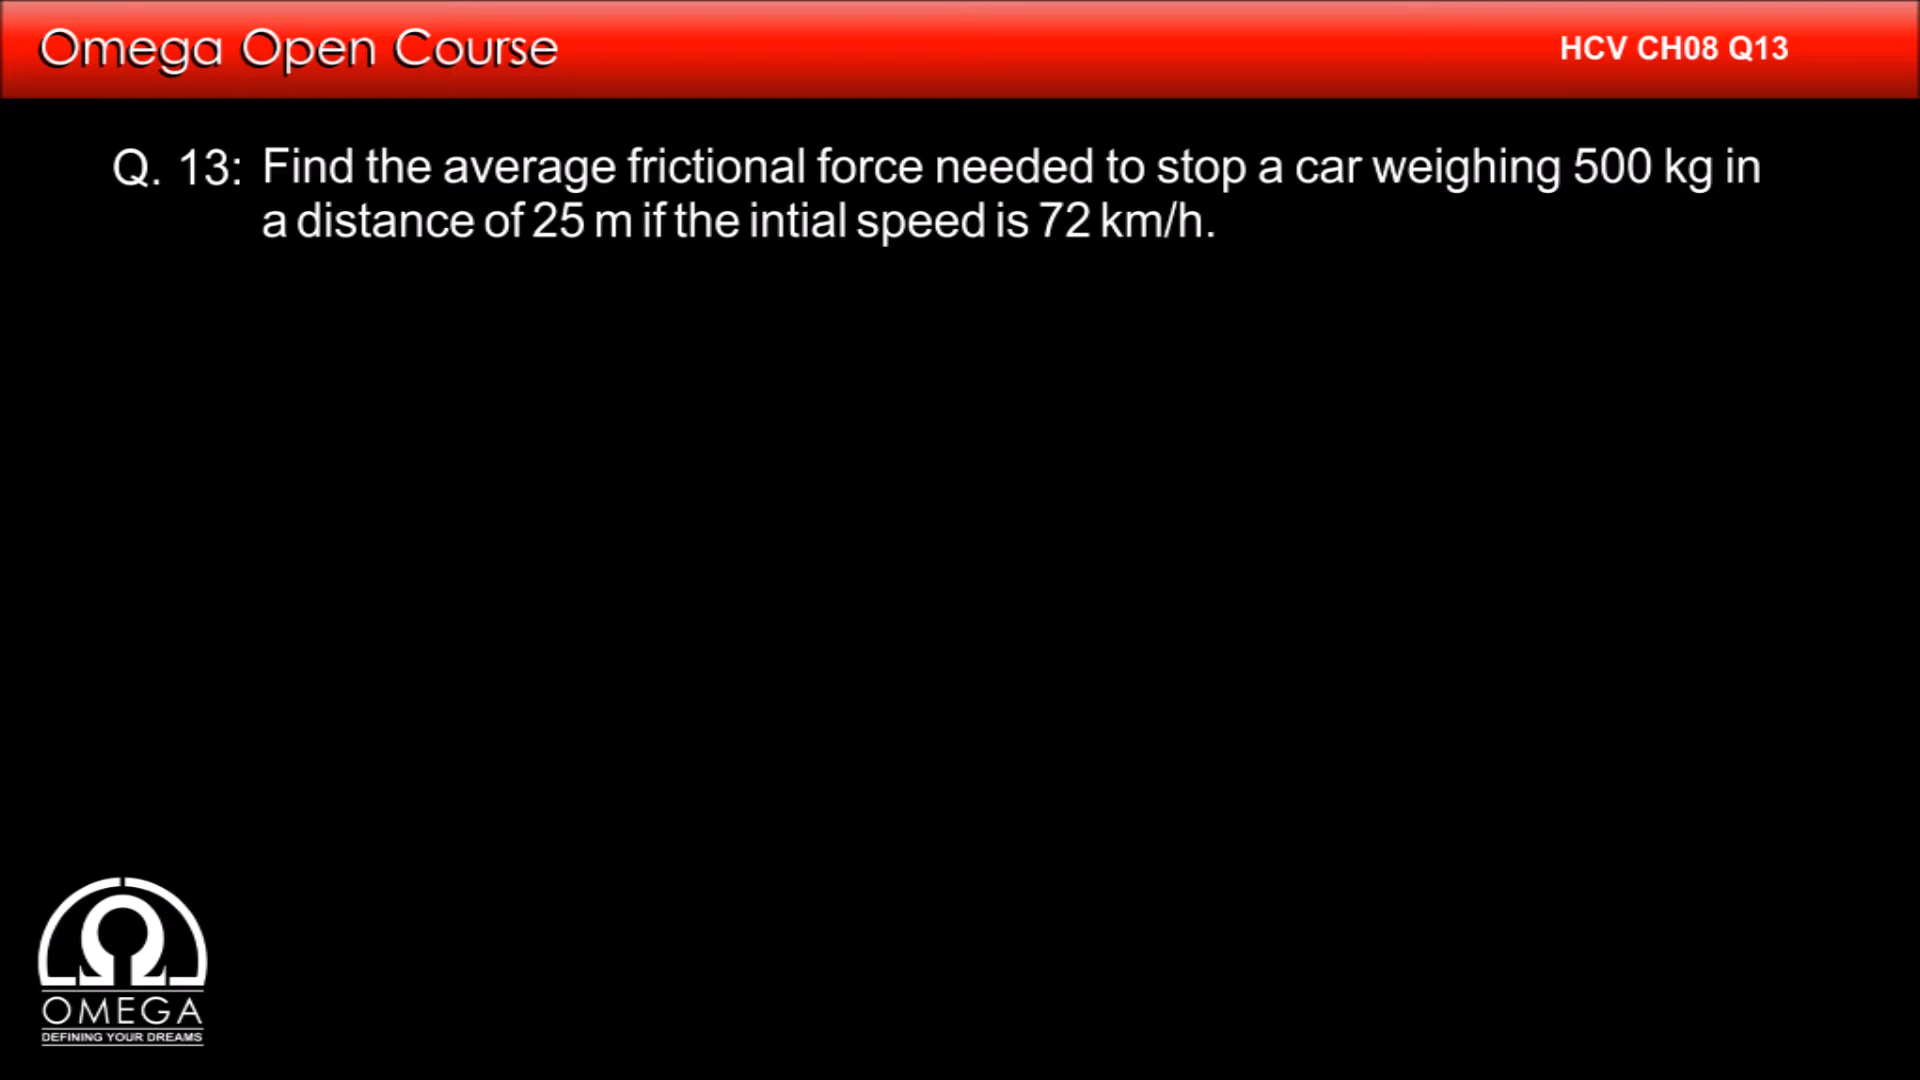 Omega Open Course
HCV CH08 Q13
Q. 13: Find the average frictional force needed to stop a car weighing 500 kg in
a distance of 25 m if the intial speed is 72 km/h.
OMEGA
DEFINING YOUR DREAMS